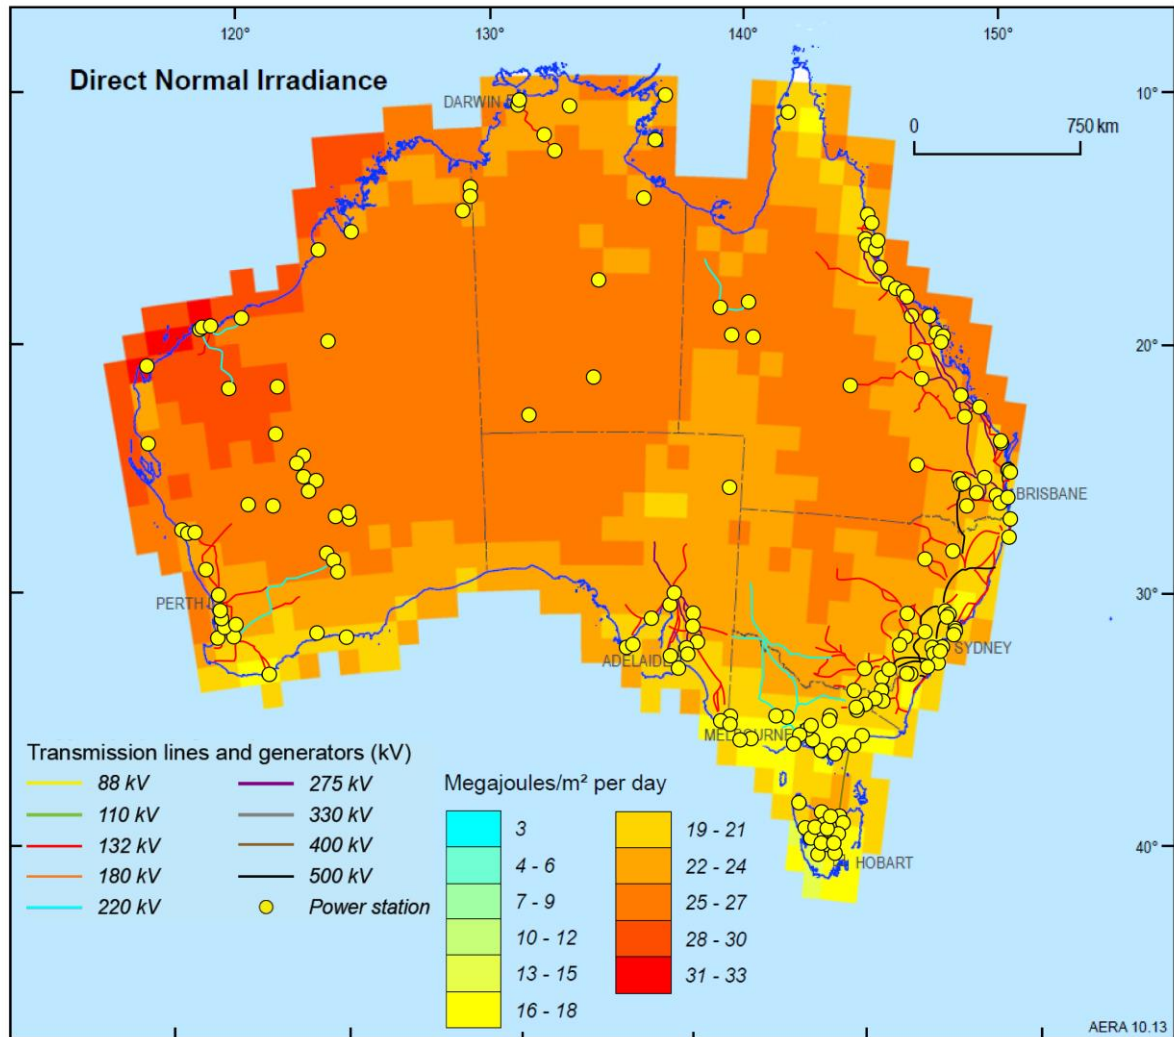 120°
130°
140°
150°
Direct Normal Irradiance
10°
DARWIN
0
750 km
20°
BRISBANE
30°
PERTH
SYDNEY
ADELAIDE
MELBOURNE
HOBART
40°
Transmission lines and generators (kV)
88 kV
110 kV
132 kV
180 kV
220 kV
275 kV
330 kV
400 kV
500 kV
Power station
Megajoules/m² per day
3
4 - 6
7 - 9
10 - 12
13 - 15
16 - 18
19 - 21
22 - 24
25 - 27
28 - 30
31 - 33
AERA 10.13